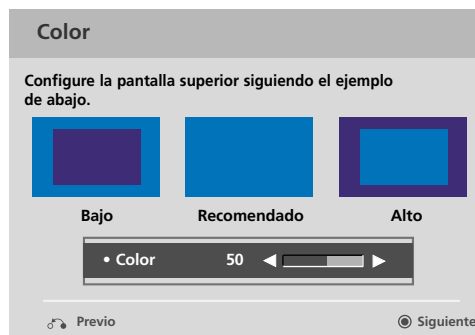 Color
Configure la pantalla superior siguiendo el ejemplo
de abajo.
Bajo Recomendado Alto
• Color 50
Previo Siguiente